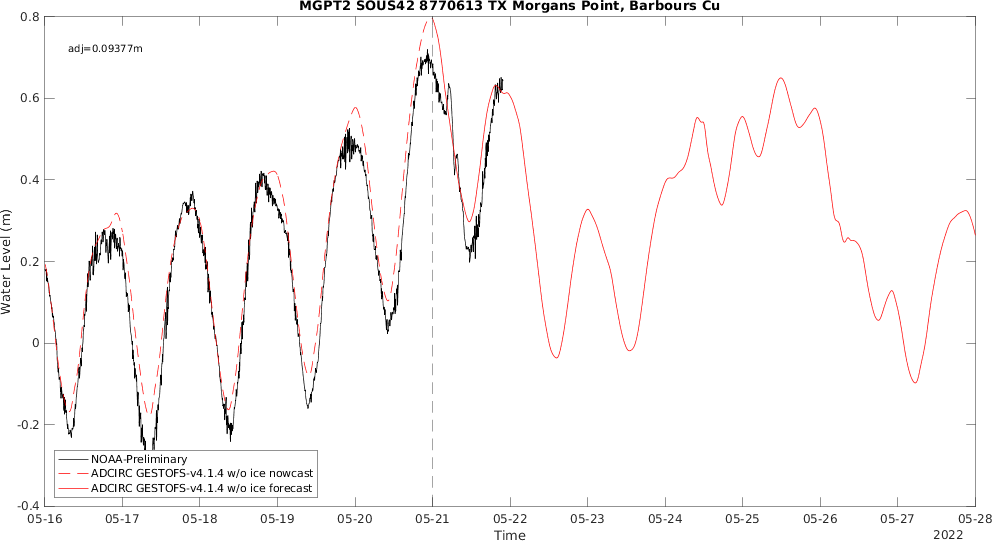 MGPT2 SOUS42 8770613 TX Morgans Point, Barbours Cu
adj=0.09377m
0.8
0.6
0.4
0.2
0
-0.2
-0.4
Water Level (m)
NOAA-Preliminary
ADCIRC GESTOFS-v4.1.4 w/o ice nowcast
ADCIRC GESTOFS-v4.1.4 w/o ice forecast
05-16 05-17 05-18 05-19 05-20 05-21 05-22 05-23 05-24 05-25 05-26 05-27 05-28
Time
2022